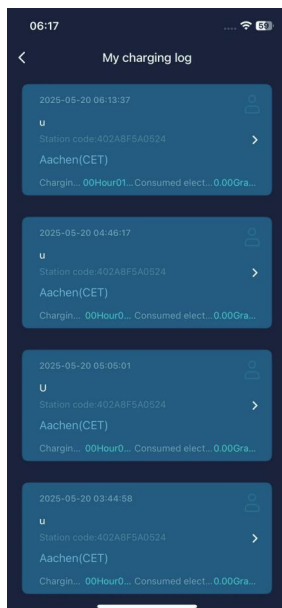 06:17
59
My charging log
2025-05-20 06:13:37
u
Station code:402A8F5A0524
Aachen(CET)
Chargin... 00Hour01... Consumed elect... 0.00Gra...
2025-05-20 04:46:17
u
Station code:402A8F5A0524
Aachen(CET)
Chargin... 00Hour0... Consumed elect... 0.00Gra...
2025-05-20 05:05:01
U
Station code:402A8F5A0524
Aachen(CET)
Chargin... 00Hour0... Consumed elect... 0.00Gra...
2025-05-20 03:44:58
u
Station code:402A8F5A0524
Aachen(CET)
Chargin... 00Hour0... Consumed elect... 0.00Gra...